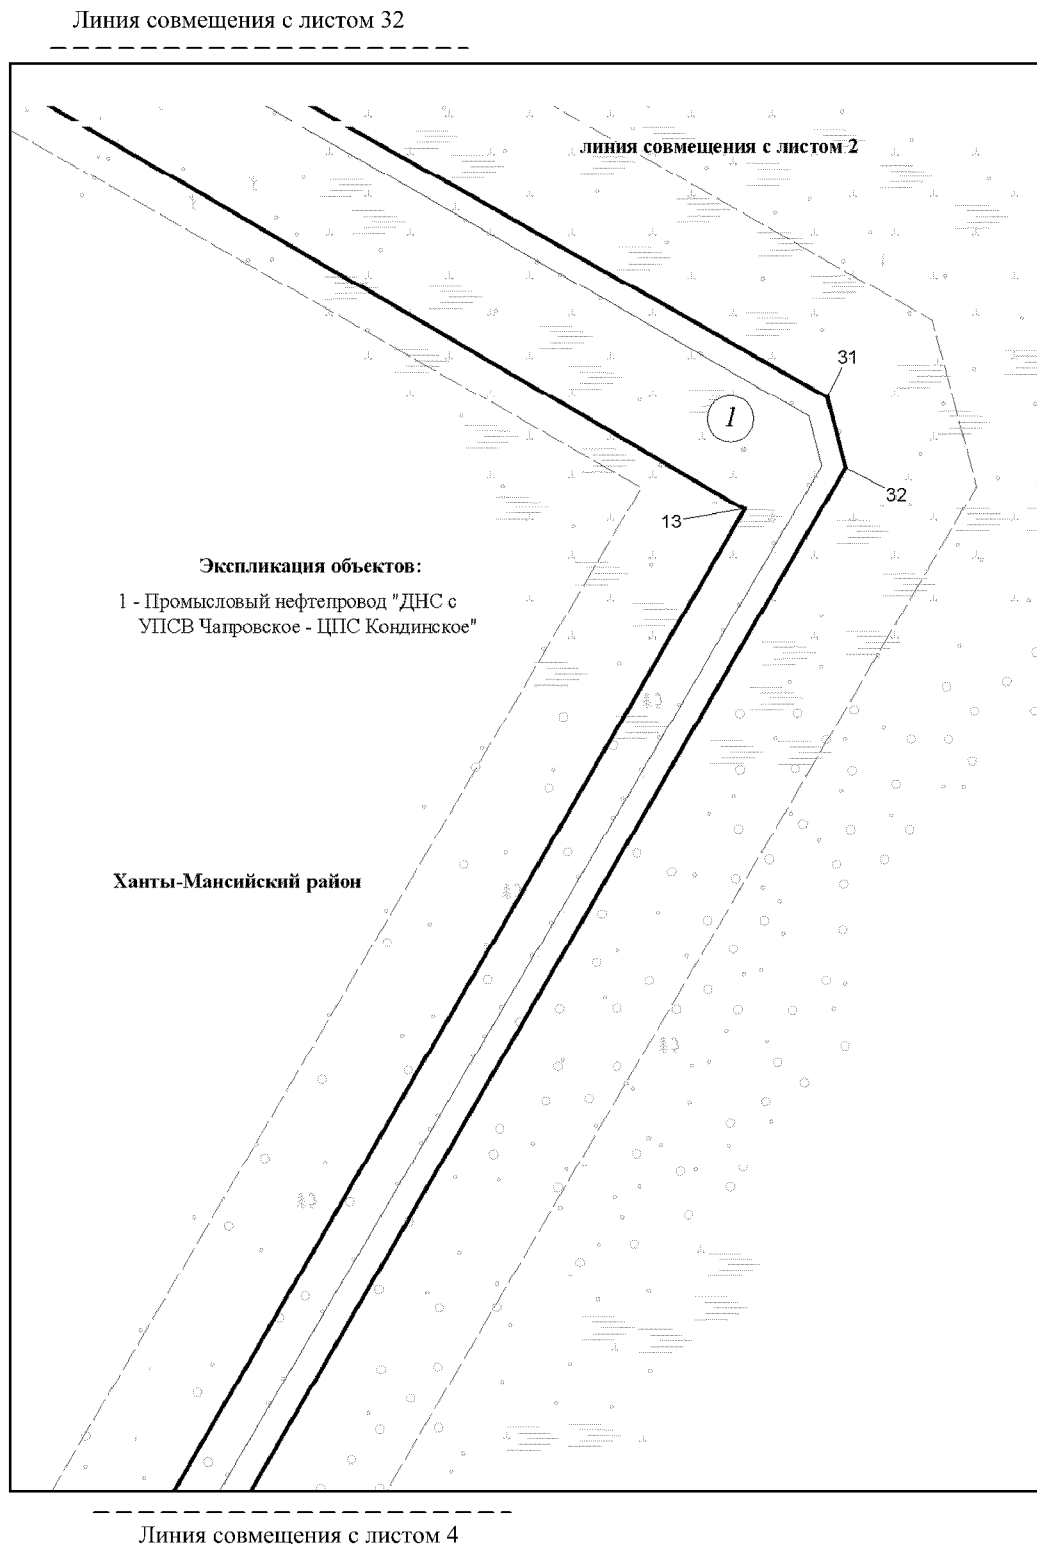 Линия совмещения с листом 32
линия совмещения с листом 2
31
1
32
13
Экспликация объектов:
1 - Промысловый нефтепровод "ДНС с
УПСВ Чапровское - ЦПС Кондинское"
Ханты-Мансийский район
Линия совмещения с листом 4